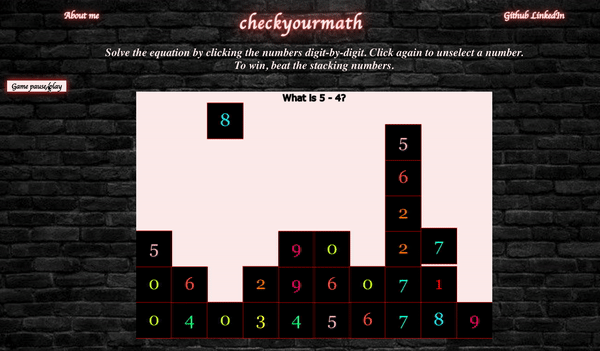 About me
checkyourmath
Github LinkedIn
Solve the equation by clicking the numbers digit-by-digit. Click again to unselect a number.
To win, beat the stacking numbers.
Game pause/play
What is 5 - 4?
8
5
6
2
5 9 0 2 7
0 6 2 9 6 0 7 1
0 4 0 3 4 5 6 7 8 9